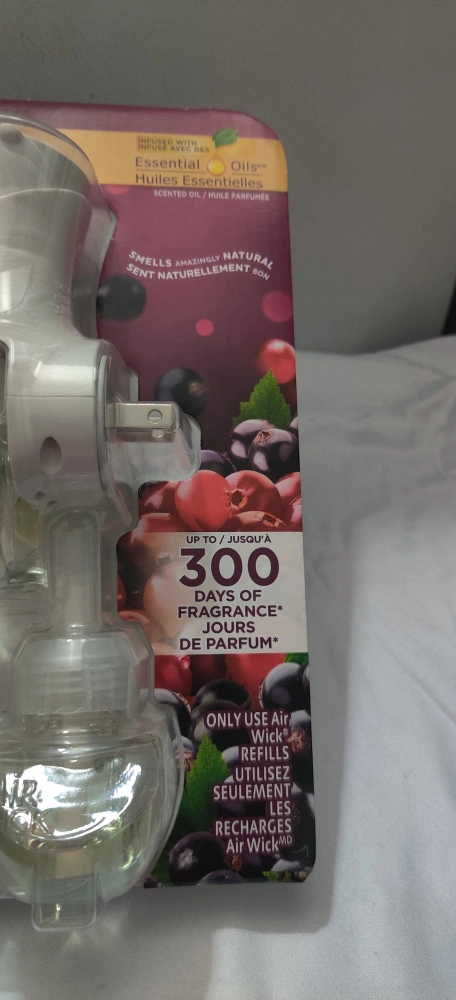 INFUSED WITH
INFUSÉ AVEC DES
Essential Oils
Huiles Essentielles
SCENTED OIL / HUILE PARFUMÉE
SMELLS AMAZINGLY NATURAL
SENT NATURELLEMENT BON
UP TO / JUSQU'À
300
DAYS OF
FRAGRANCE*
JOURS
DE PARFUM*
ONLY USE Air
Wick®
REFILLS
UTILISEZ
SEULEMENT
LES
RECHARGES
Air WickMD